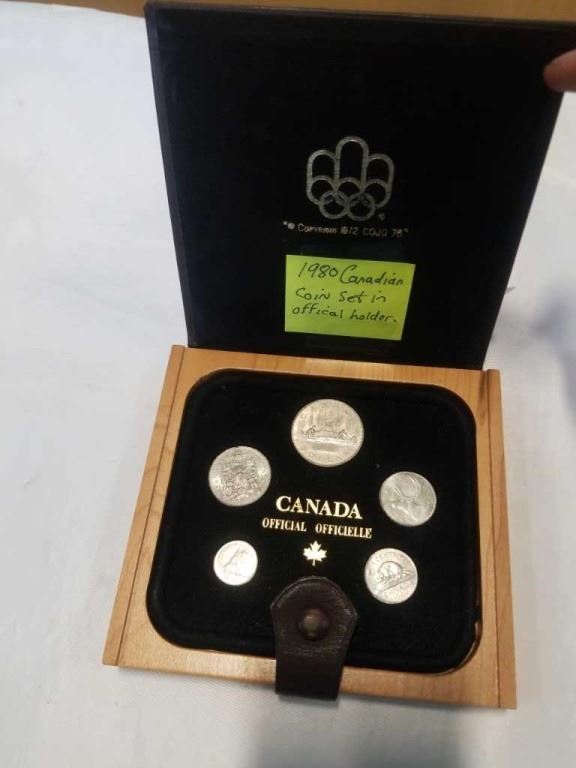 "© COPYRIGHT 1972 COJO 76"
1980 Canadian
Coin set in
offical holder.
CANADA
OFFICIAL OFFICIELLE